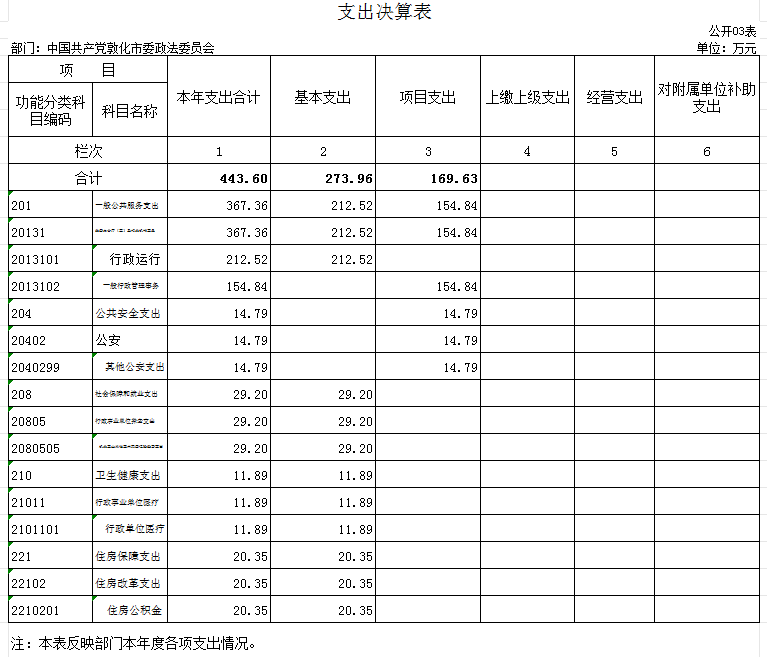 支出决算表
公开03表
部门：中国共产党敦化市委政法委员会 单位：万元
项 目 本年支出合计 基本支出 项目支出 上缴上级支出 经营支出 对附属单位补助支出
功能分类科目编码 科目名称
栏次 1 2 3 4 5 6
合计 443.60 273.96 169.63
201 一般公共服务支出 367.36 212.52 154.84
20131 367.36 212.52 154.84
2013101 行政运行 212.52 212.52
2013102 一般行政管理事务 154.84 154.84
204 公共安全支出 14.79 14.79
20402 公安 14.79 14.79
2040299 其他公安支出 14.79 14.79
208 社会保障和就业支出 29.20 29.20
20805 行政事业单位养老支出 29.20 29.20
2080505 29.20 29.20
210 卫生健康支出 11.89 11.89
21011 行政事业单位医疗 11.89 11.89
2101101 行政单位医疗 11.89 11.89
221 住房保障支出 20.35 20.35
22102 住房改革支出 20.35 20.35
2210201 住房公积金 20.35 20.35
注：本表反映部门本年度各项支出情况。